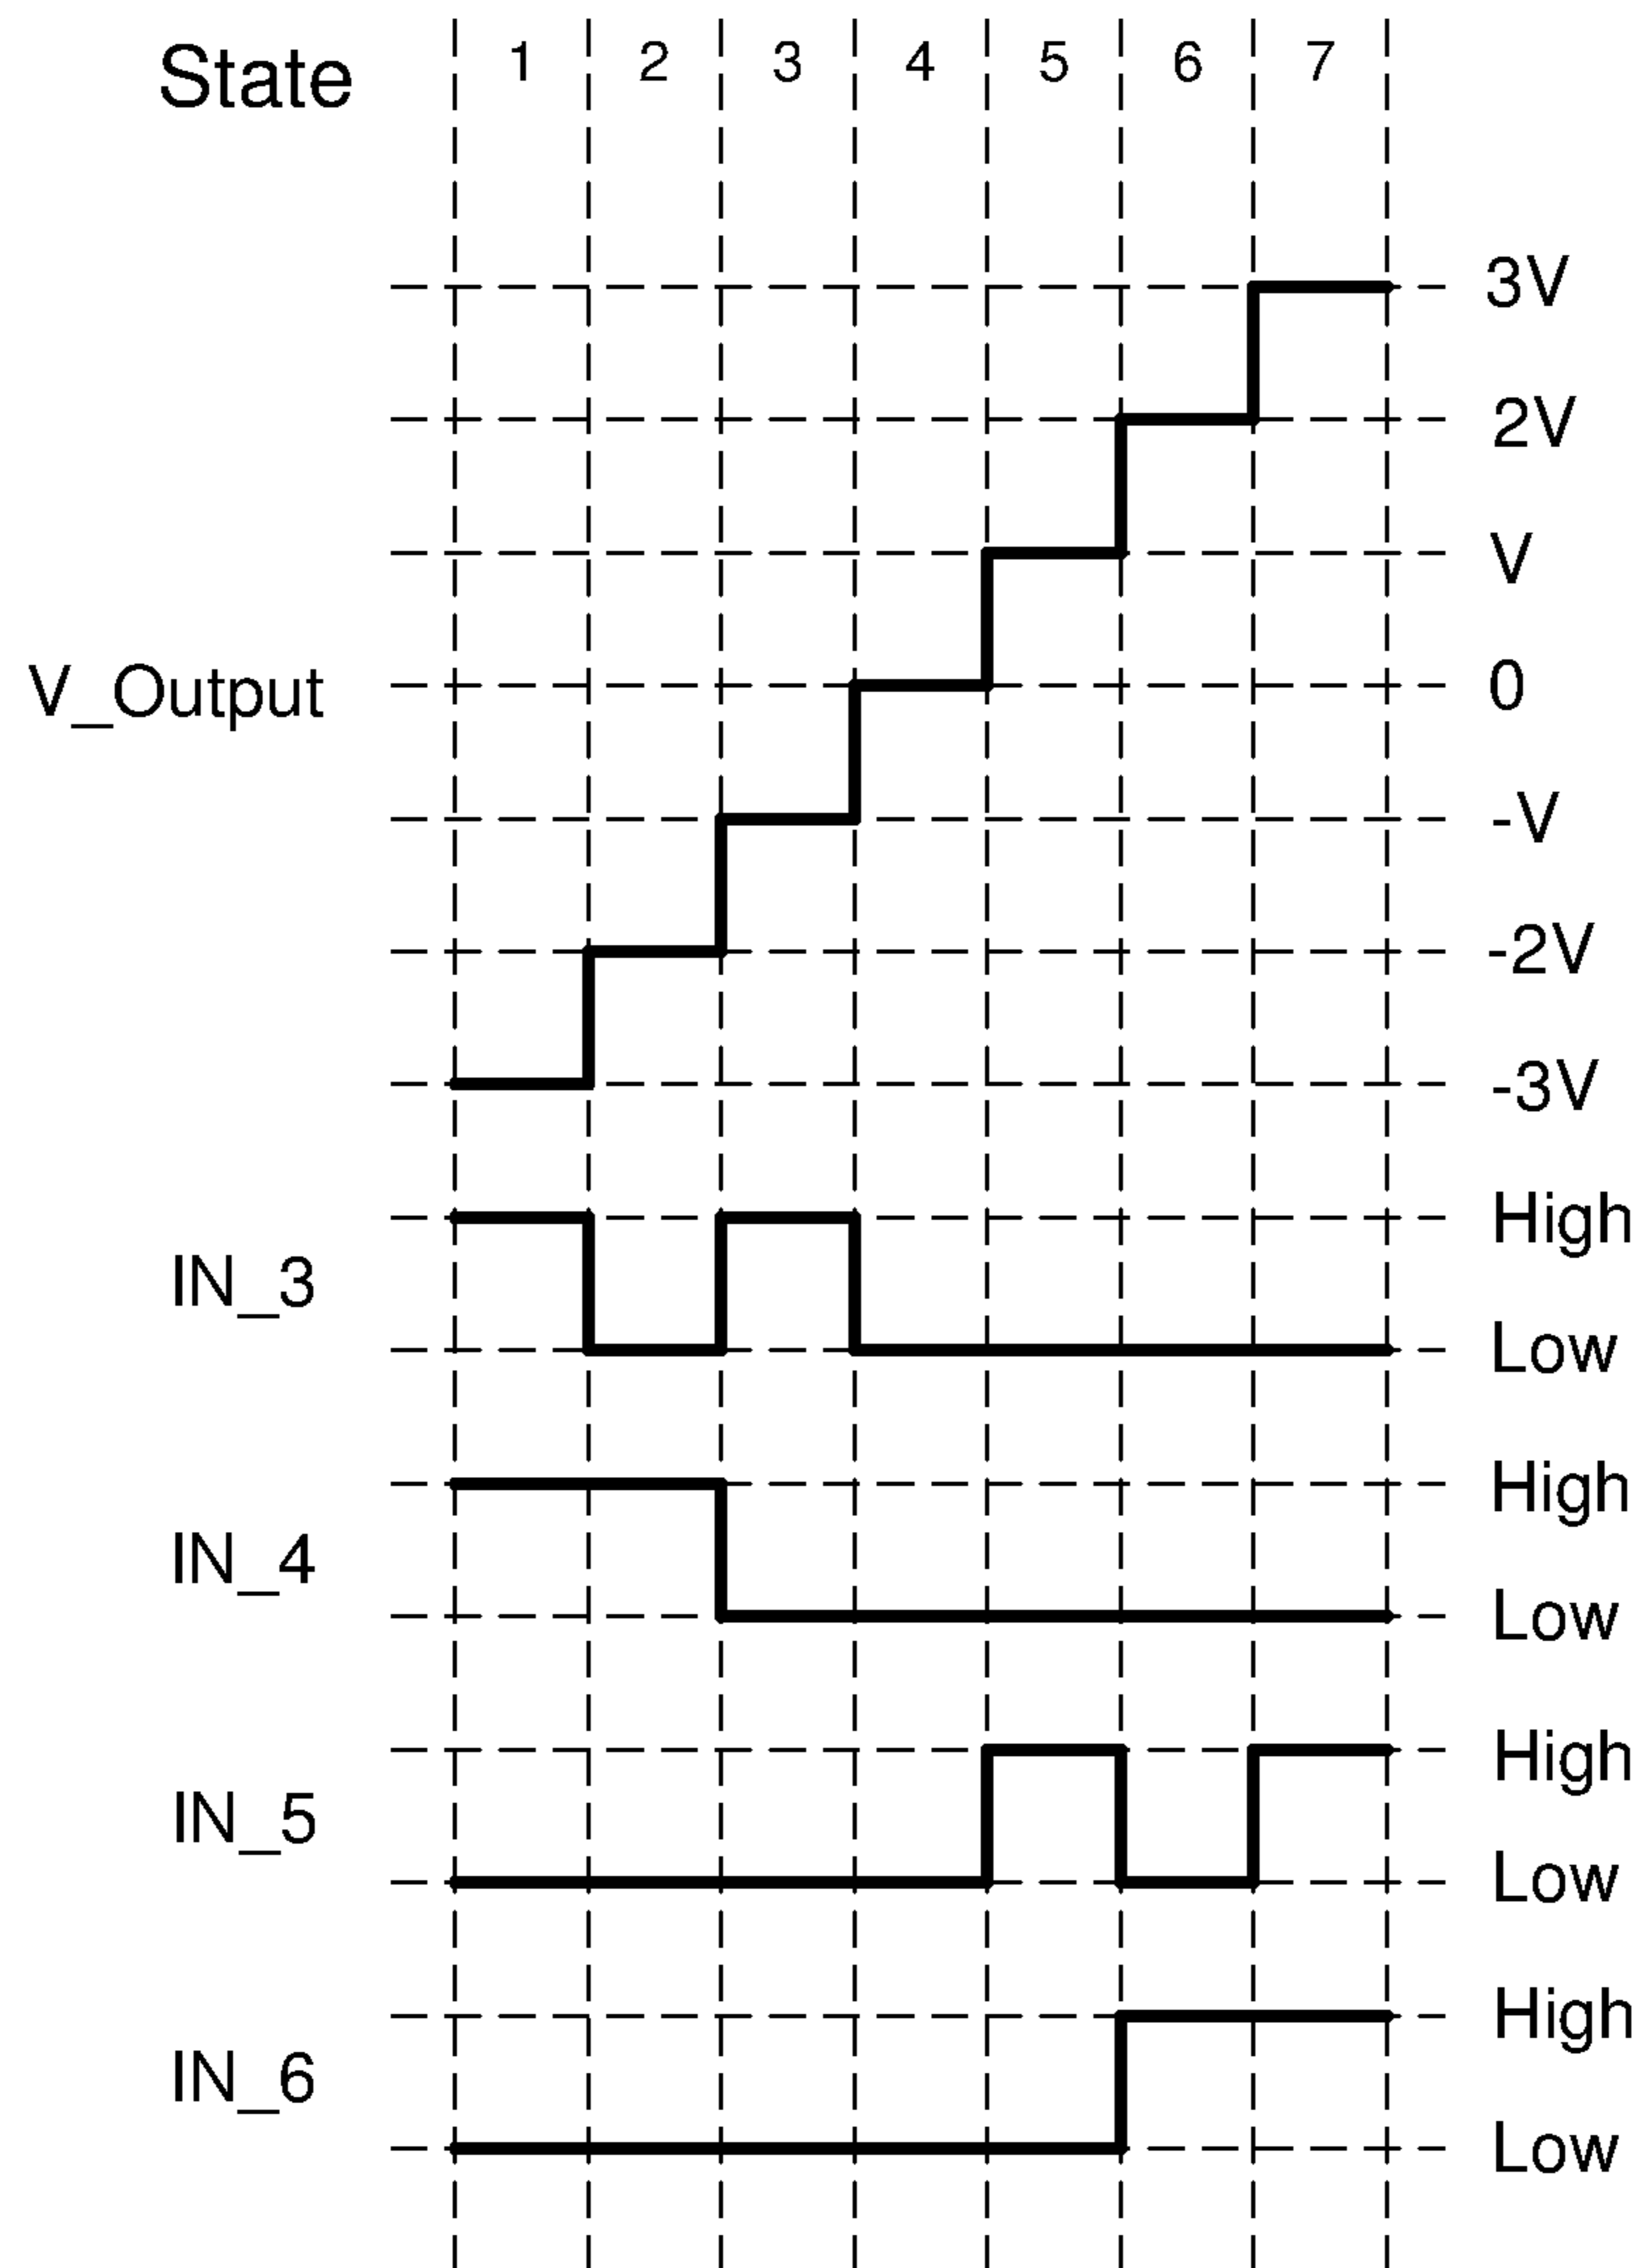 State 1 2 3 4 5 6 7
3V
2V
V
V_Output 0
-V
-2V
-3V
High
IN_3
Low
High
IN_4
Low
High
IN_5
Low
High
IN_6
Low